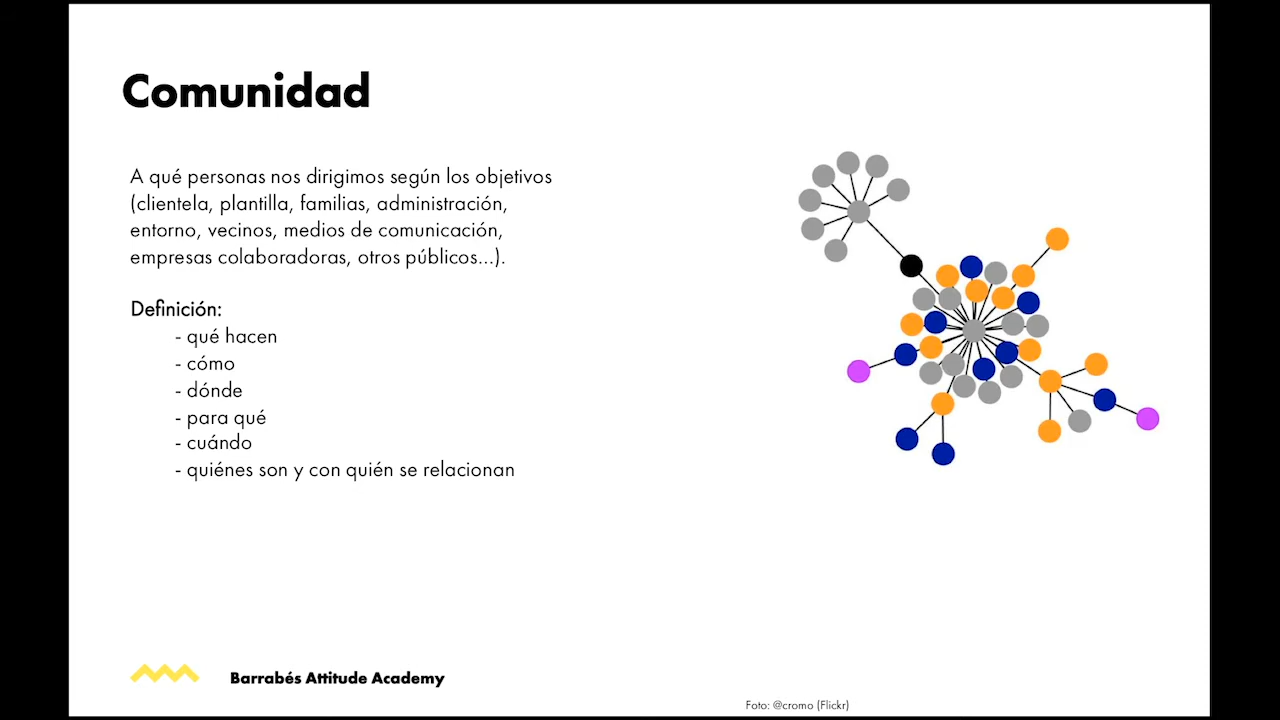 Comunidad
A qué personas nos dirigimos según los objetivos
(clientela, plantilla, familias, administración,
entorno, vecinos, medios de comunicación,
empresas colaboradoras, otros públicos...).
Definición:
- qué hacen
- cómo
- dónde
- para qué
- cuándo
- quiénes son y con quién se relacionan
Barrabés Attitude Academy
Foto: @cromo (Flickr)